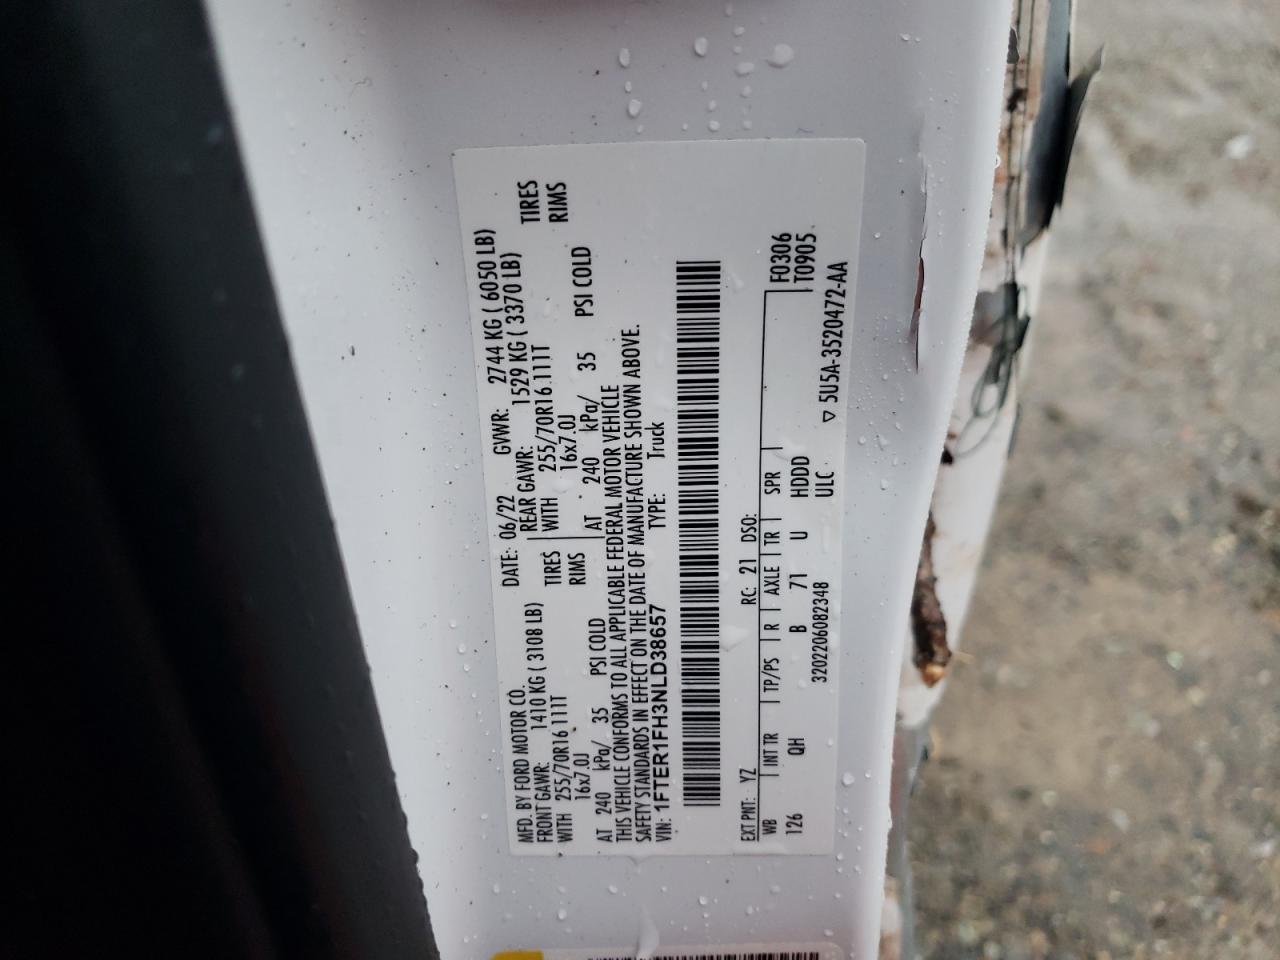 MFD. BY FORD MOTOR CO.
DATE: 06/22 GVWR: 2744 KG ( 6050 LB)
FRONT GAWR: 1410 KG ( 3108 LB)
REAR GAWR: 1529 KG ( 3370 LB)
WITH 255/70R16 111T TIRES
WITH 255/70R16 111T TIRES
16x7.0J RIMS
16x7.0J RIMS
AT 240 kPa/ 35 PSI COLD
AT 240 kPa/ 35 PSI COLD
THIS VEHICLE CONFORMS TO ALL APPLICABLE FEDERAL MOTOR VEHICLE
SAFETY STANDARDS IN EFFECT ON THE DATE OF MANUFACTURE SHOWN ABOVE.
VIN: 1FTER1FH3NLD38657 TYPE: Truck
EXT PNT: YZ RC: 21 DSO: F0306
WB INT TR TP/PS R AXLE TR SPR T0905
126 QH B 71 U HDDD
3202206082348 ULC
▽ 5U5A-3520472-AA